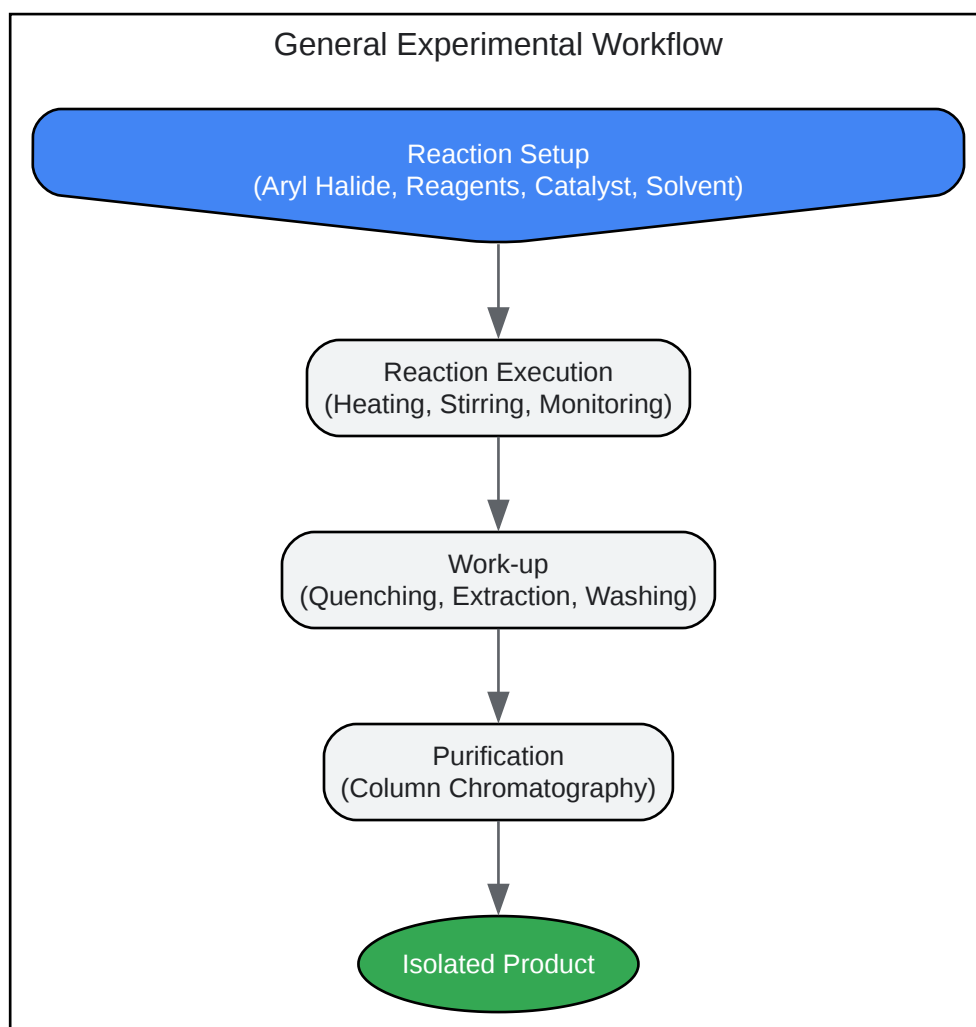 General Experimental Workflow
Reaction Setup
(Aryl Halide, Reagents, Catalyst, Solvent)
Reaction Execution
(Heating, Stirring, Monitoring)
Work-up
(Quenching, Extraction, Washing)
Purification
(Column Chromatography)
Isolated Product